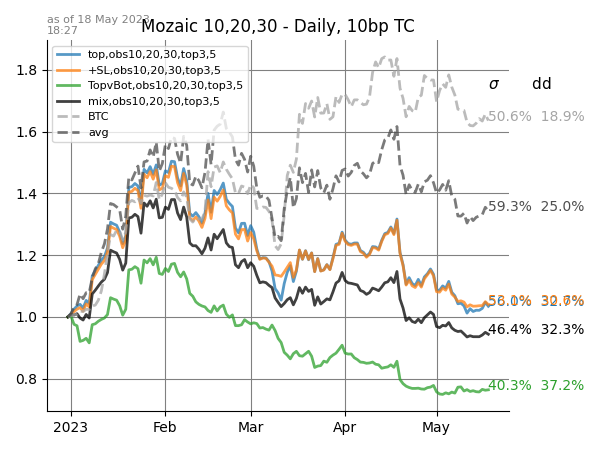 as of 18 May 2023
18:27
Mozaic 10,20,30 - Daily, 10bp TC
top,obs10,20,30,top3,5
+SL,obs10,20,30,top3,5
TopvBot,obs10,20,30,top3,5
mix,obs10,20,30,top3,5
BTC
avg
σ dd
50.6% 18.9%
59.3% 25.0%
46.4% 32.3%
40.3% 37.2%
1.8
1.6
1.4
1.2
1.0
0.8
2023 Feb Mar Apr May